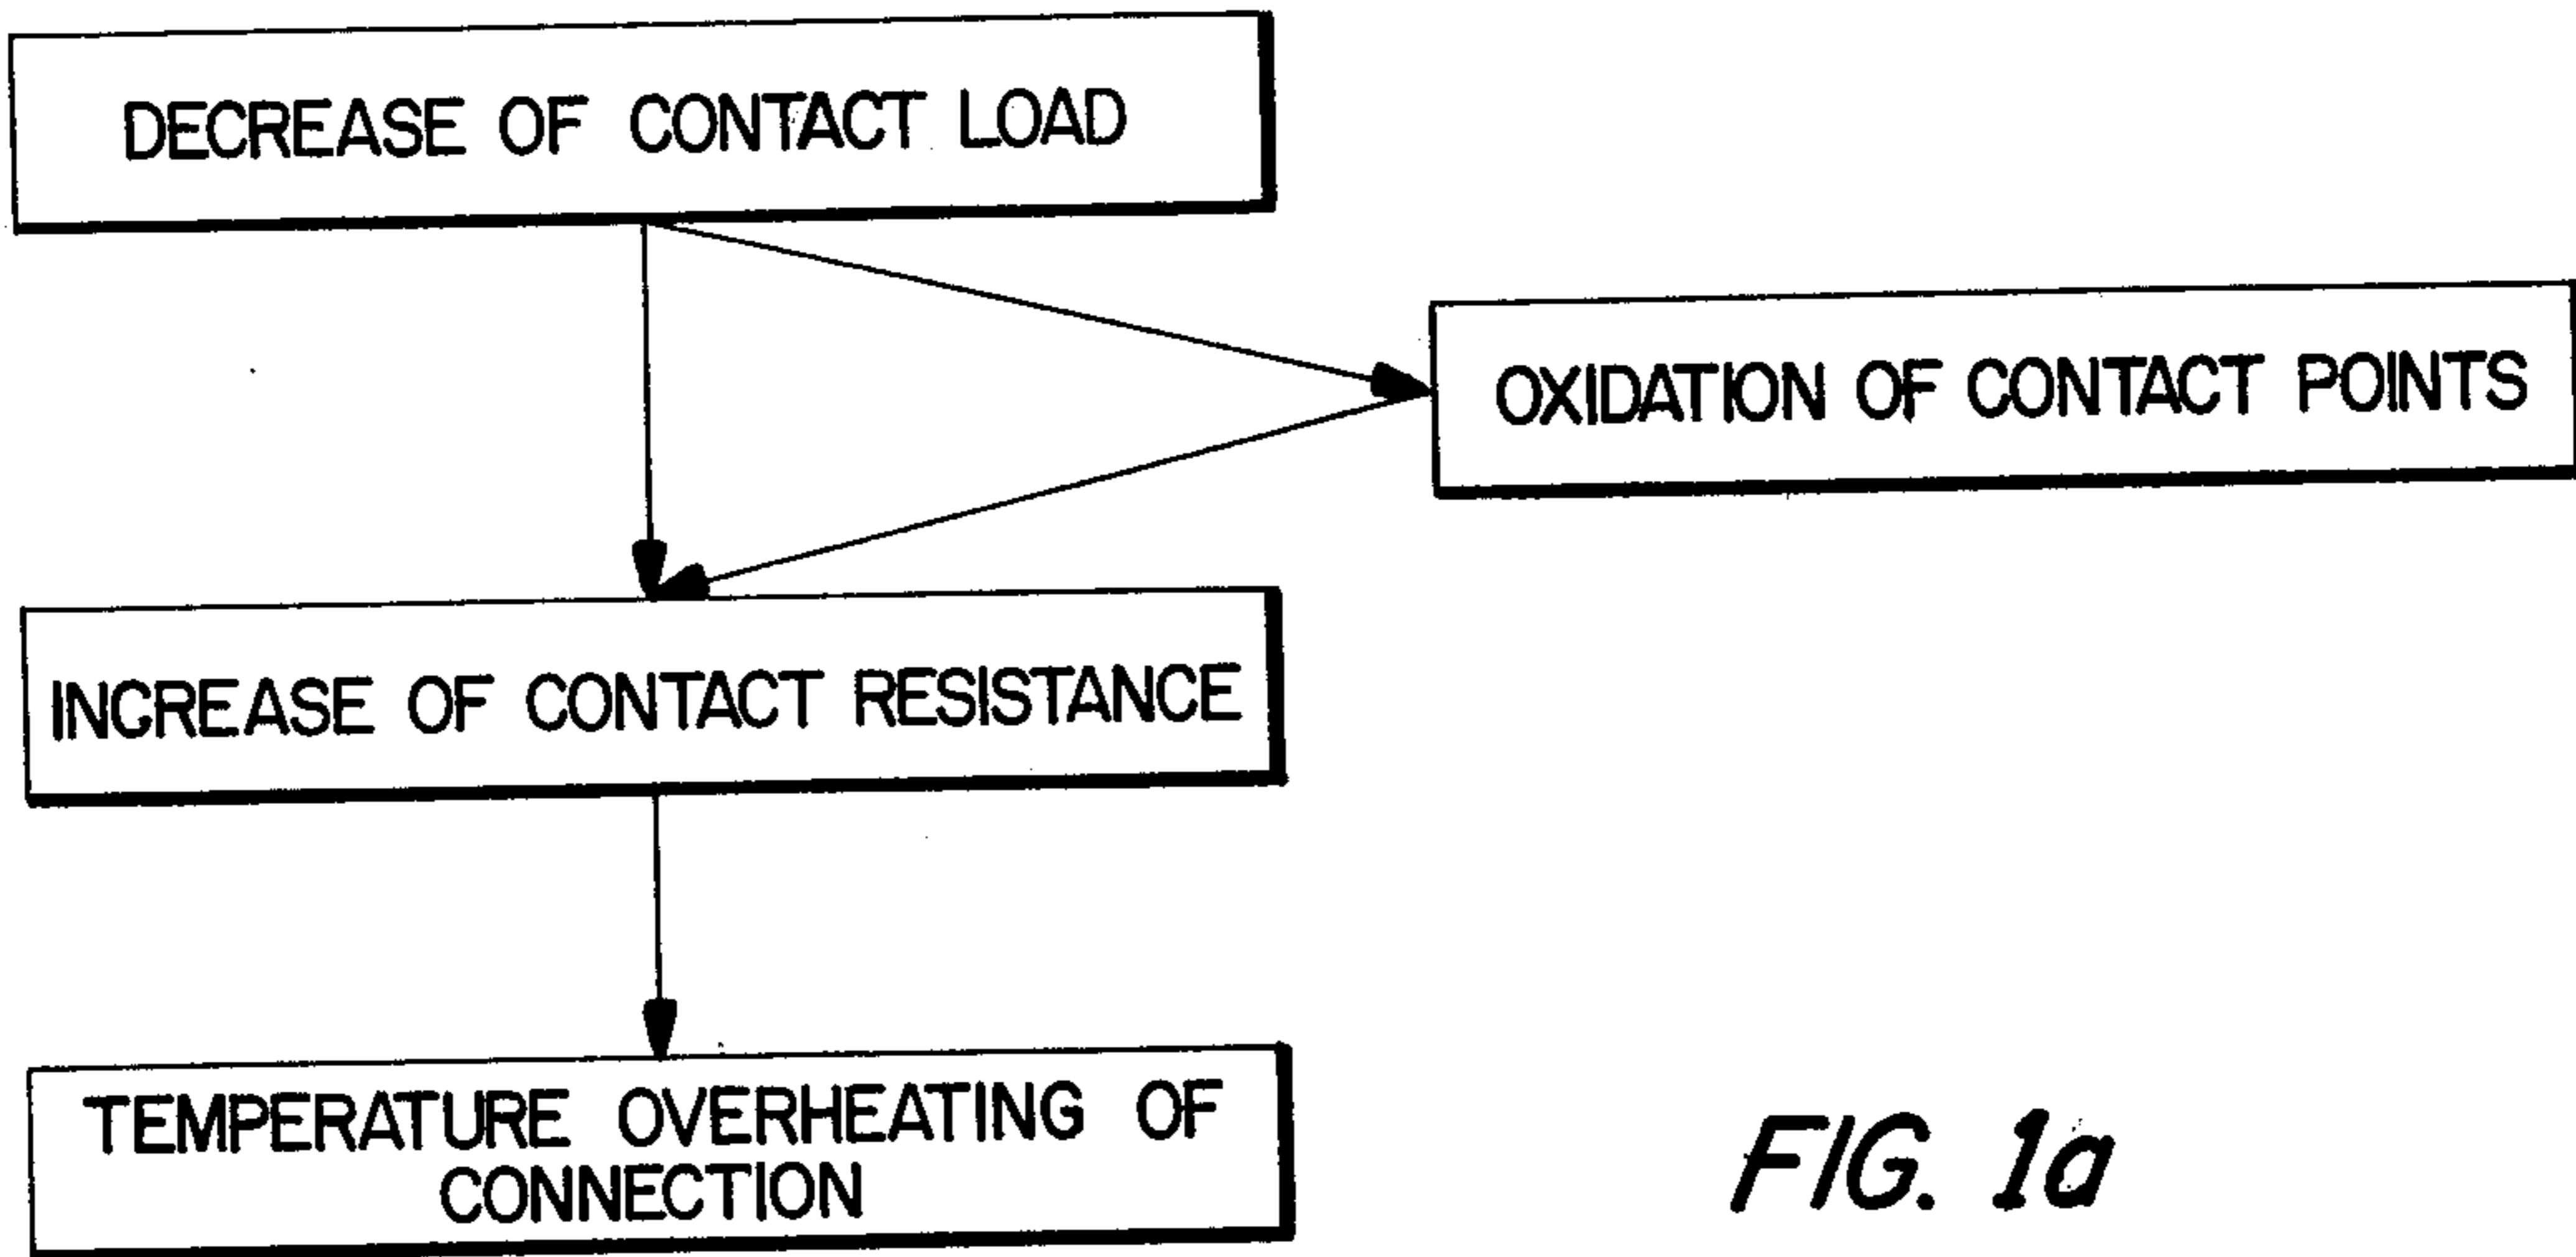 DECREASE OF CONTACT LOAD
OXIDATION OF CONTACT POINTS
INCREASE OF CONTACT RESISTANCE
TEMPERATURE OVERHEATING OF
CONNECTION
FIG. 1a